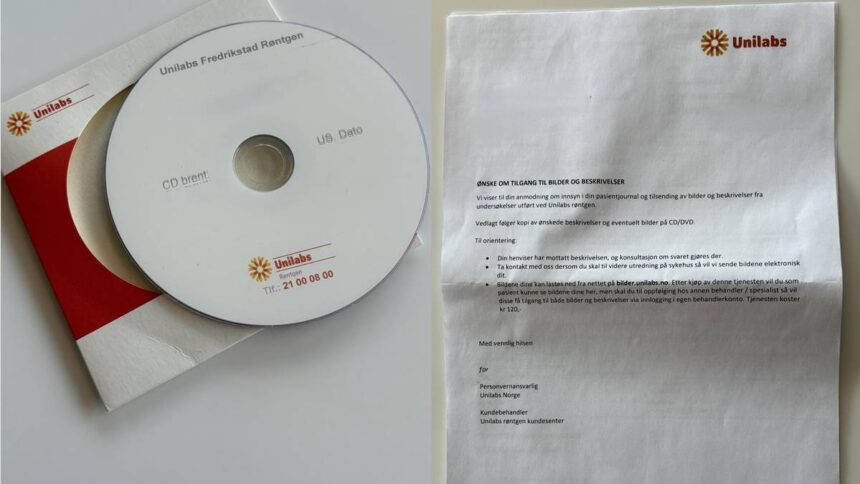 Unilabs
Unilabs Fredrikstad Røntgen
CD brent:
US. Dato
Unilabs
Røntgen
Tlf.: 21 00 08 00
Unilabs
ØNSKE OM TILGANG TIL BILDER OG BESKRIVELSER
Vi viser til din anmodning om innsyn i din pasientjournal og tilsending av bilder og beskrivelser fra
undersøkelser utført ved Unilabs røntgen.
Vedlagt følger kopi av ønskede beskrivelser og eventuelt bilder på CD/DVD.
Til orientering:
• Din henviser har mottatt beskrivelsen, og konsultasjon om svaret gjøres der.
• Ta kontakt med oss dersom du skal til videre utredning på sykehus så vil vi sende bildene elektronisk
dit.
• Bildene dine kan lastes ned fra nettet på bilder.unilabs.no. Etter kjøp av denne tjenesten vil du som
pasient kunne se bildene dine her, men skal du til oppfølging hos annen behandler / spesialist så vil
disse få tilgang til både bilder og beskrivelser via innlogging i egen behandlerkonto. Tjenesten koster
kr 120,-
Med vennlig hilsen
for
Personvernansvarlig
Unilabs Norge
Kundebehandler
Unilabs røntgen kundesenter